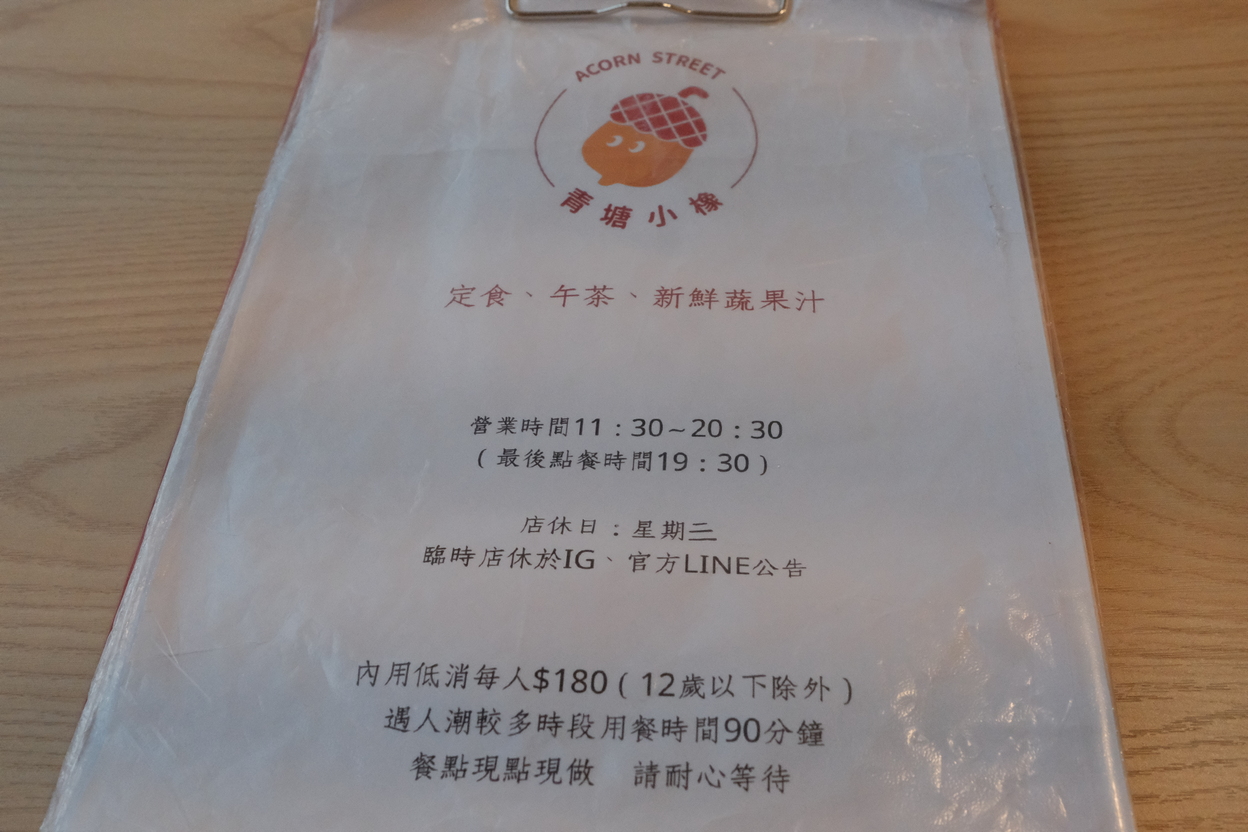 ACORN STREET
青塘小橡
定食、午茶、新鮮蔬果汁
營業時間11：30~20：30
（最後點餐時間19：30）
店休日：星期三
臨時店休於IG、官方LINE公告
內用低消每人$180（12歲以下除外）
遇人潮較多時段用餐時間90分鐘
餐點現點現做　請耐心等待